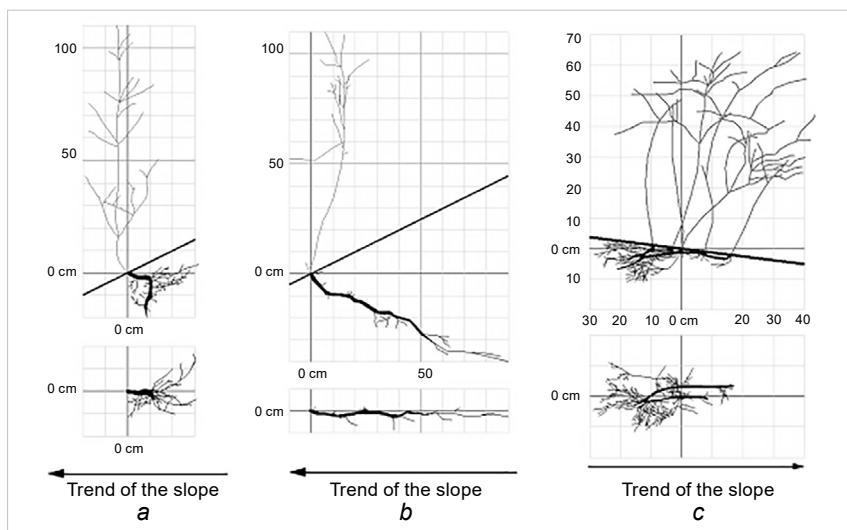 100
50
0 cm
0 cm
0 cm
0 cm
Trend of the slope
a
100
50
0 cm
0 cm 50
0 cm
Trend of the slope
b
70
60
50
40
30
20
10
0 cm
10
30 20 10 0 cm 20 30 40
0 cm
Trend of the slope
c